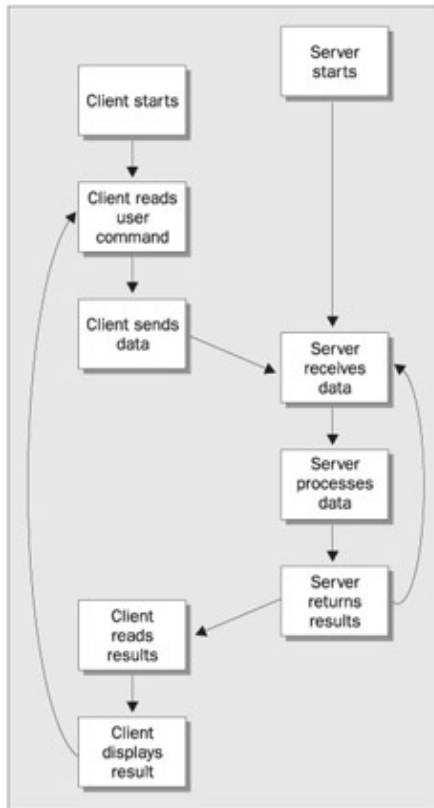 Server
starts
Client starts
Client reads
user
command
Client sends
data
Server
receives
data
Server
processes
data
Server
returns
results
Client
reads
results
Client
displays
result